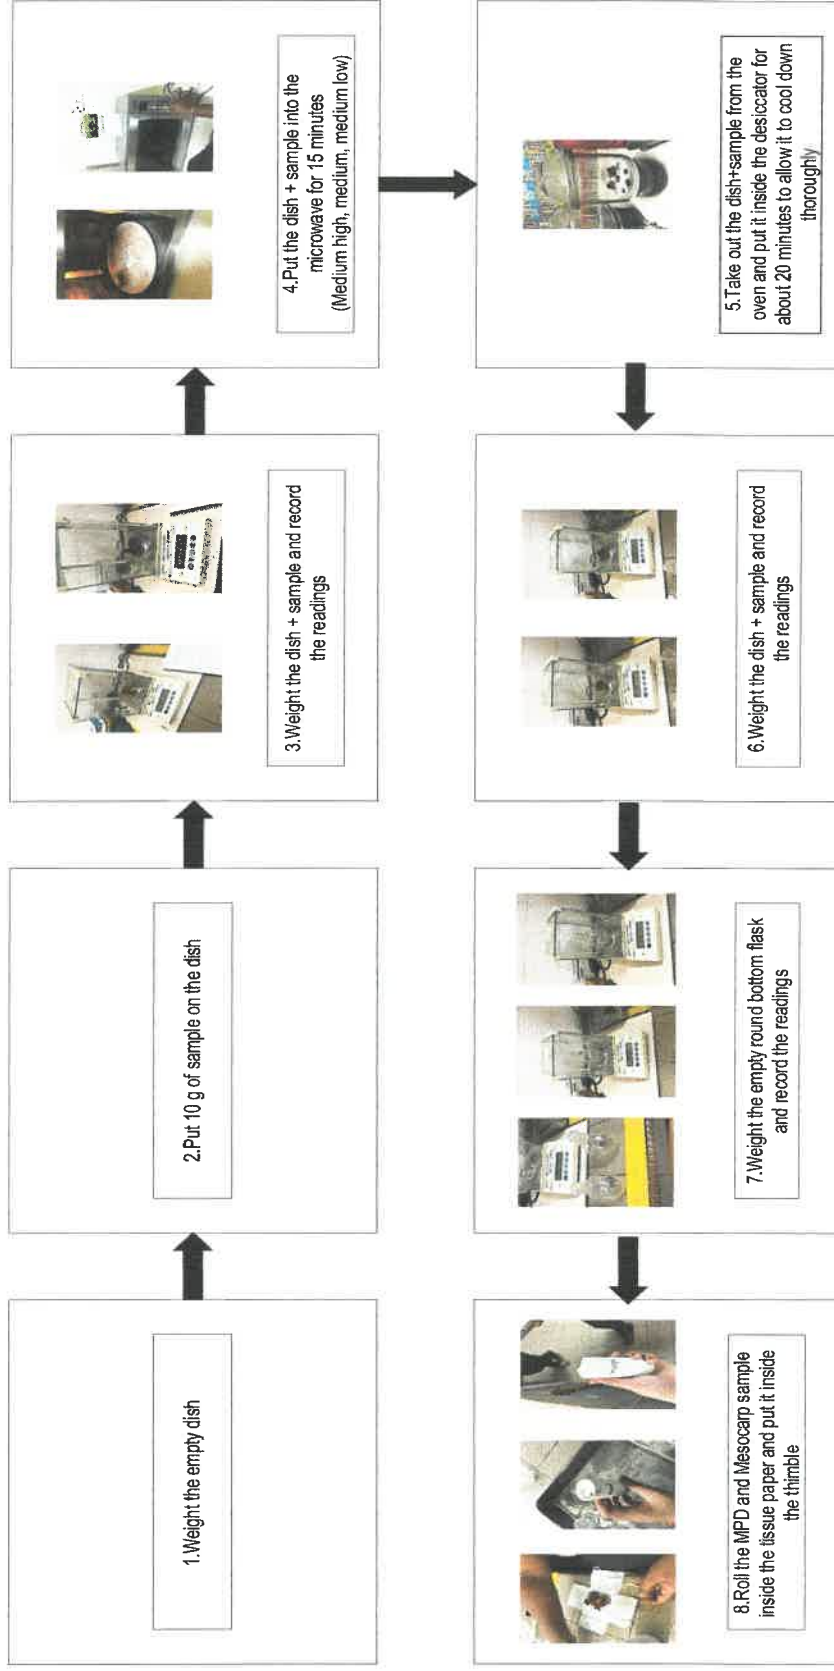 1.Weight the empty dish
2.Put 10 g of sample on the dish
3.Weight the dish + sample and record
the readings
4.Put the dish + sample into the
microwave for 15 minutes
(Medium high, medium, medium low)
5.Take out the dish+sample from the
oven and put it inside the desiccator for
about 20 minutes to allow it to cool down
thoroughly
6.Weight the dish + sample and record
the readings
7.Weight the empty round bottom flask
and record the readings
8.Roll the MPD and Mesocarp sample
inside the tissue paper and put it inside
the thimble